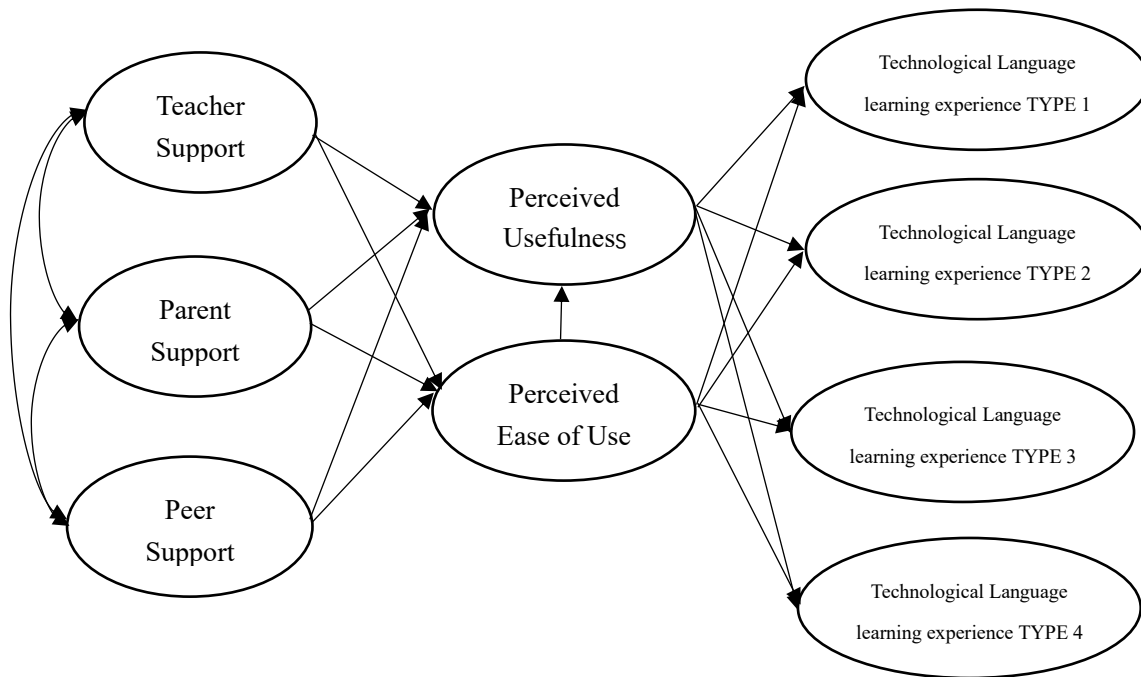 Teacher
Support
Parent
Support
Peer
Support
Perceived
Usefulness
Perceived
Ease of Use
Technological Language
learning experience TYPE 1
Technological Language
learning experience TYPE 2
Technological Language
learning experience TYPE 3
Technological Language
learning experience TYPE 4